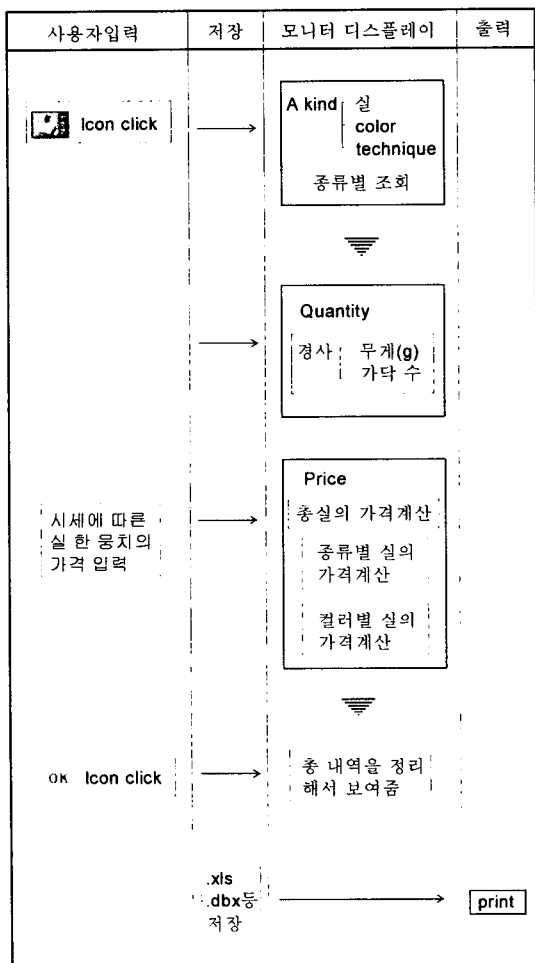 사용자입력 저장 모니터 디스플레이 출력
Icon click
A kind 실
color
technique
종류별 조회
Quantity
경사 무게(g)
가닥 수
시세에 따른
실 한 뭉치의
가격 입력
Price
총실의 가격계산
종류별 실의
가격계산
컬러별 실의
가격계산
OK Icon click
총 내역을 정리
해서 보여줌
.xls
.dbx등
저장
print